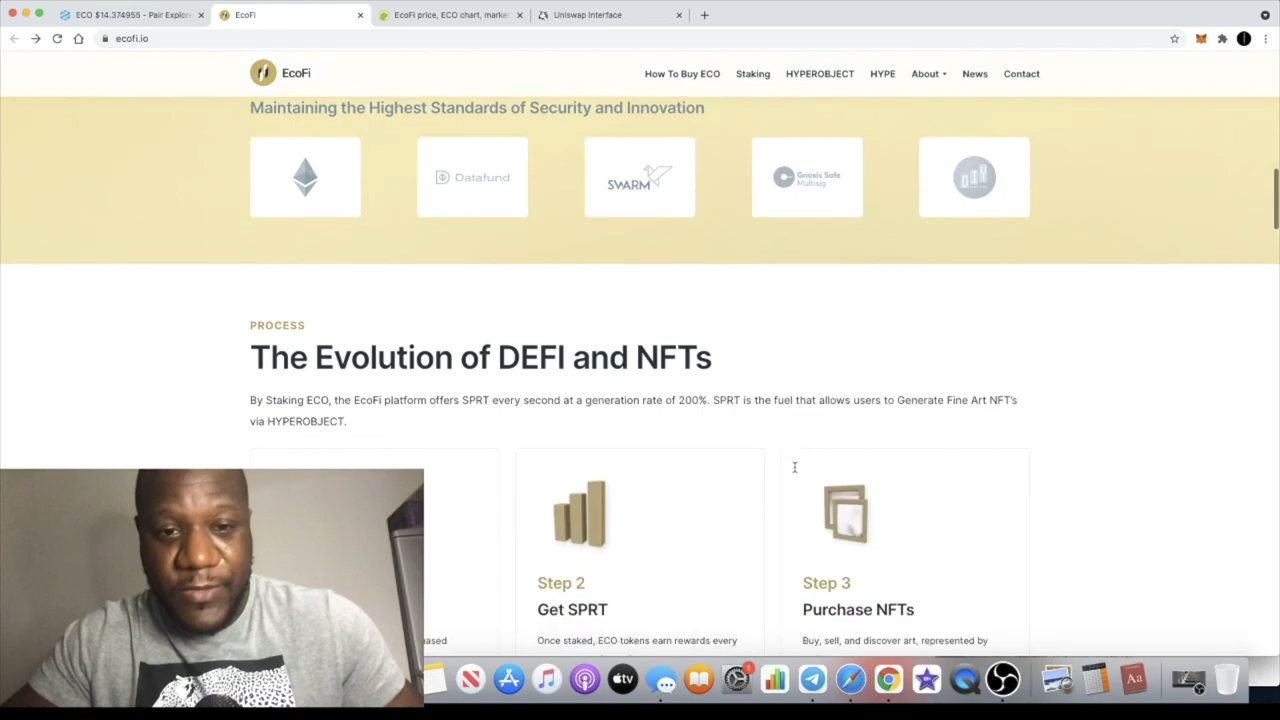 ECO $14.374955 - Pair Explor
EcoFi
EcoFi price, ECO chart, marke
Uniswap Interface
ecofi.io
EcoFi
How To Buy ECO
Staking
HYPEROBJECT
HYPE
About
News
Contact
Maintaining the Highest Standards of Security and Innovation
Datafund
SWARM
Gnosis Safe
Multisig
PROCESS
The Evolution of DEFI and NFTs
By Staking ECO, the EcoFi platform offers SPRT every second at a generation rate of 200%. SPRT is the fuel that allows users to Generate Fine Art NFT's
via HYPEROBJECT.
Step 2
Get SPRT
Once staked, ECO tokens earn rewards every
Step 3
Purchase NFTs
Buy, sell, and discover art, represented by
ased
tv
1
Aa